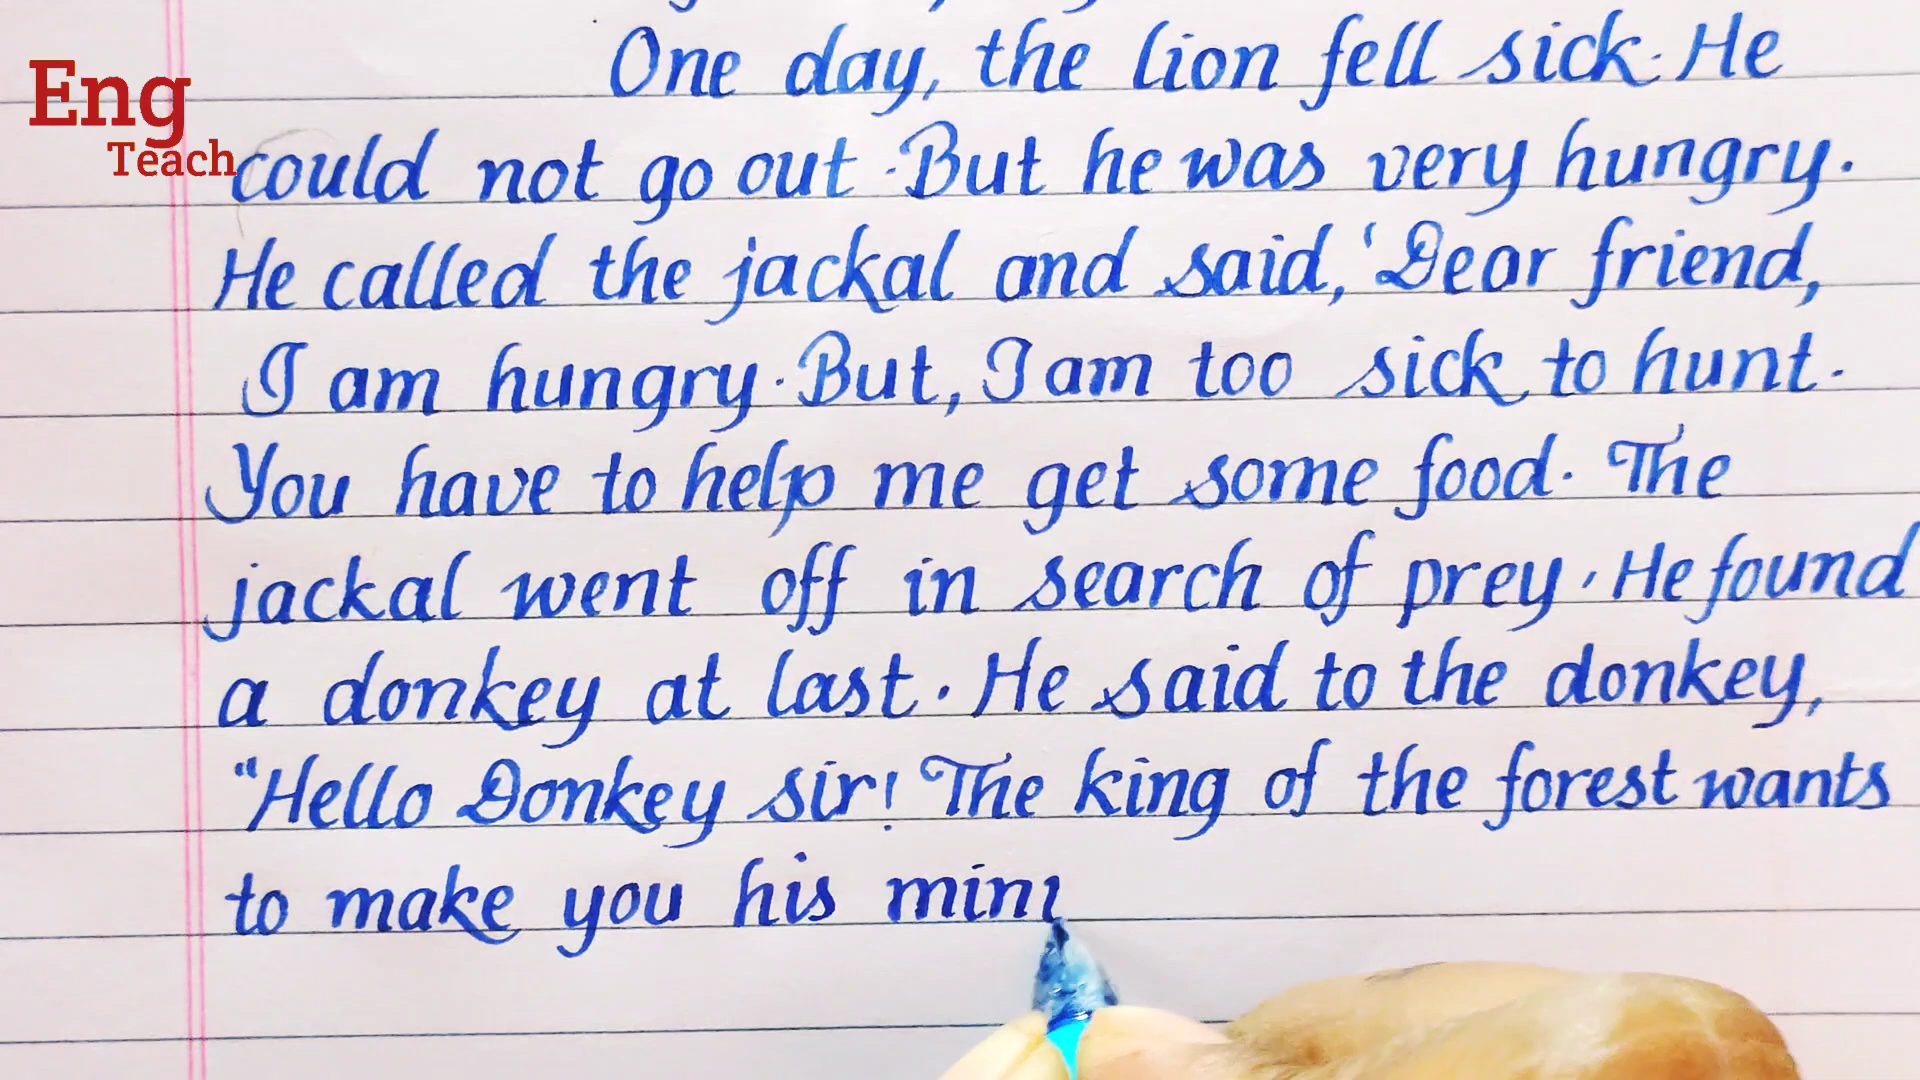 One day, the lion fell sick. He
Eng
Teach
could not go out. But he was very hungry.
He called the jackal and said, 'Dear friend,
I am hungry. But, I am too sick to hunt.
You have to help me get some food. The
jackal went off in search of prey. He found
a donkey at last. He said to the donkey,
"Hello Donkey sir! The king of the forest wants
to make you his mini